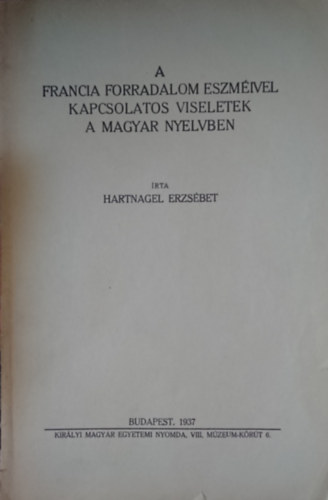 A
FRANCIA FORRADALOM ESZMÉIVEL
KAPCSOLATOS VISELETEK
A MAGYAR NYELVBEN
IRTA
HARTNAGEL ERZSÉBET
BUDAPEST, 1937
KIRÁLYI MAGYAR EGYETEMI NYOMDA, VIII, MÚZEUM-KÖRÚT 6.